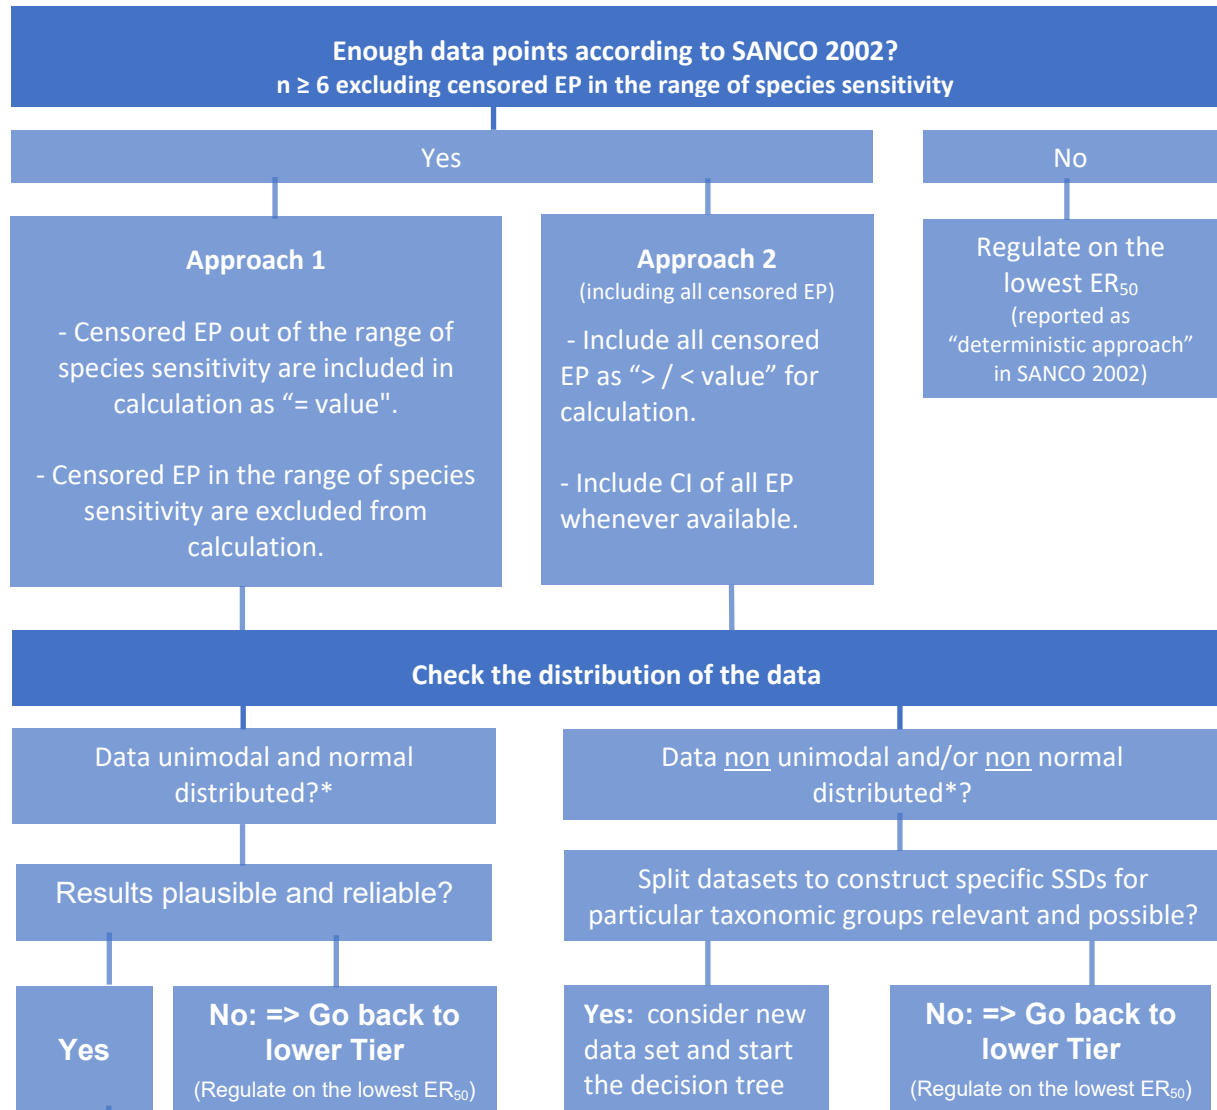 Enough data points according to SANCO 2002?
n ≥ 6 excluding censored EP in the range of species sensitivity
Yes
No
Approach 1
- Censored EP out of the range of
species sensitivity are included in
calculation as “= value".
- Censored EP in the range of species
sensitivity are excluded from
calculation.
Approach 2
(including all censored EP)
- Include all censored
EP as “> / < value” for
calculation.
- Include CI of all EP
whenever available.
Regulate on the
lowest ER50
(reported as
“deterministic approach”
in SANCO 2002)
Check the distribution of the data
Data unimodal and normal
distributed?*
Data non unimodal and/or non normal
distributed*?
Results plausible and reliable?
Split datasets to construct specific SSDs for
particular taxonomic groups relevant and possible?
Yes
No: => Go back to
lower Tier
(Regulate on the lowest ER50)
Yes: consider new
data set and start
the decision tree
No: => Go back to
lower Tier
(Regulate on the lowest ER50)